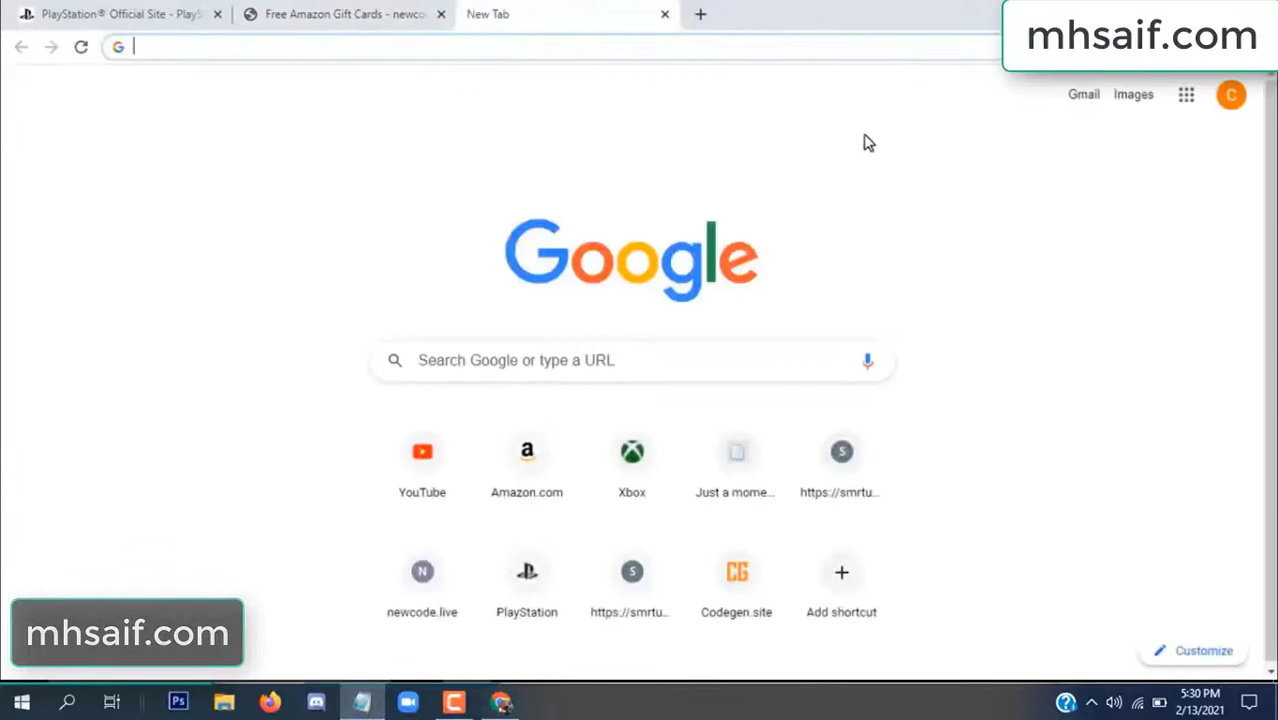 PlayStation® Official Site - PlayS
Free Amazon Gift Cards - newco
New Tab
mhsaif.com
Gmail
Images
C
Google
Search Google or type a URL
YouTube
Amazon.com
Xbox
Just a mome...
https://smrtu...
newcode.live
PlayStation
https://smrtu...
Codegen.site
Add shortcut
mhsaif.com
Customize
5:30 PM
2/13/2021